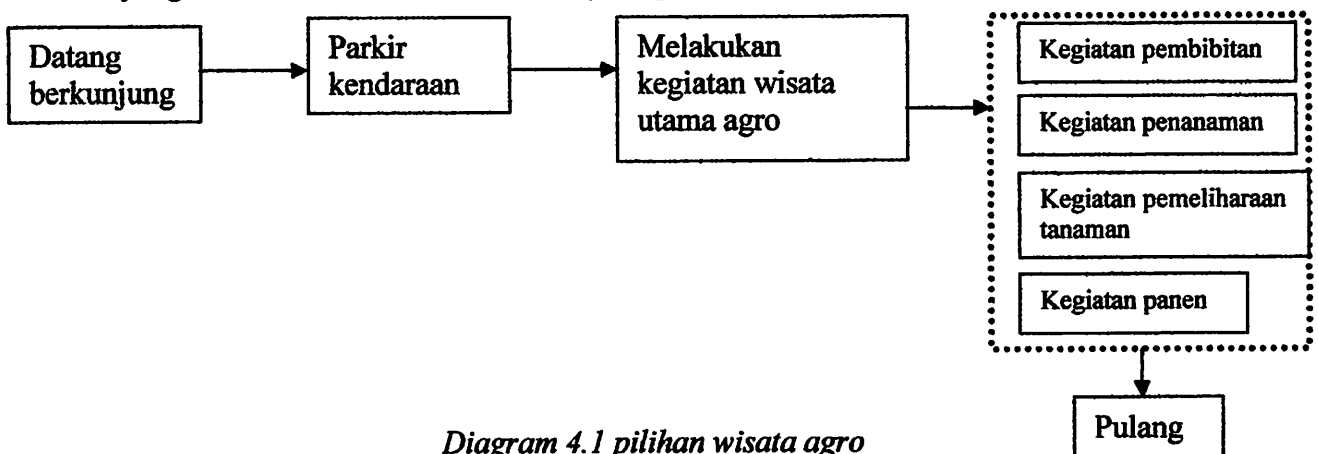 Datang
berkunjung
Parkir
kendaraan
Melakukan
kegiatan wisata
utama agro
Kegiatan pembibitan
Kegiatan penanaman
Kegiatan pemeliharaan
tanaman
Kegiatan panen
Pulang
Diagram 4.1 pilihan wisata agro